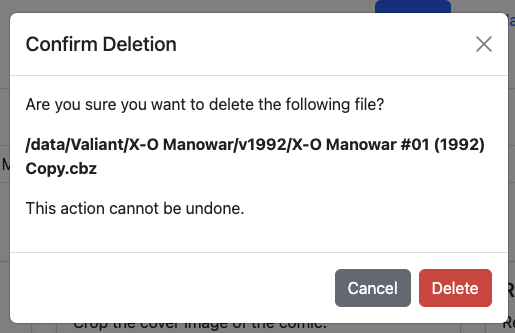 Confirm Deletion
Are you sure you want to delete the following file?
/data/Valiant/X-O Manowar/v1992/X-O Manowar #01 (1992)
Copy.cbz
This action cannot be undone.
Cancel
Delete
Crop the cover image of the comic.